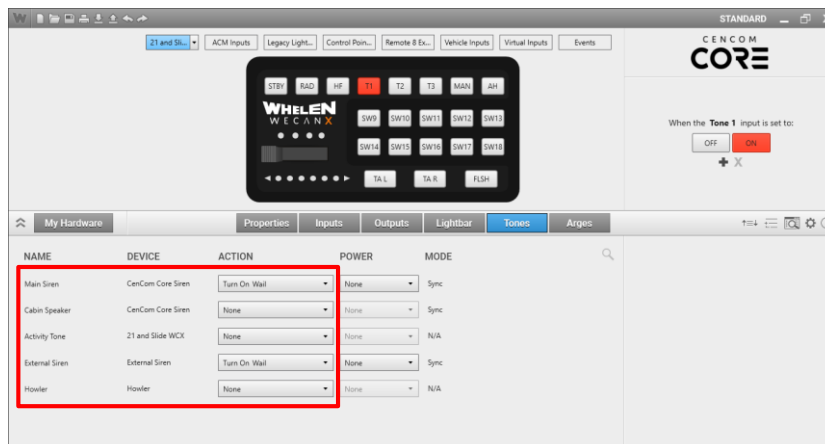 W STANDARD
21 and Sli... ACM Inputs Legacy Light... Control Poin... Remote 8 Ex... Vehicle Inputs Virtual Inputs Events
CENCOM
CORE
STBY RAD HF T1 T2 T3 MAN AH
WHELEN
WECANX
SW9 SW10 SW11 SW12 SW13
SW14 SW15 SW16 SW17 SW18
TA L TA R FLSH
When the Tone 1 input is set to:
OFF ON
My Hardware Properties Inputs Outputs Lightbar Tones Arges
NAME DEVICE ACTION POWER MODE
Main Siren CenCom Core Siren Turn On Wail None Sync
Cabin Speaker CenCom Core Siren None None Sync
Activity Tone 21 and Slide WCX None None N/A
External Siren External Siren Turn On Wail None Sync
Howler Howler None None N/A